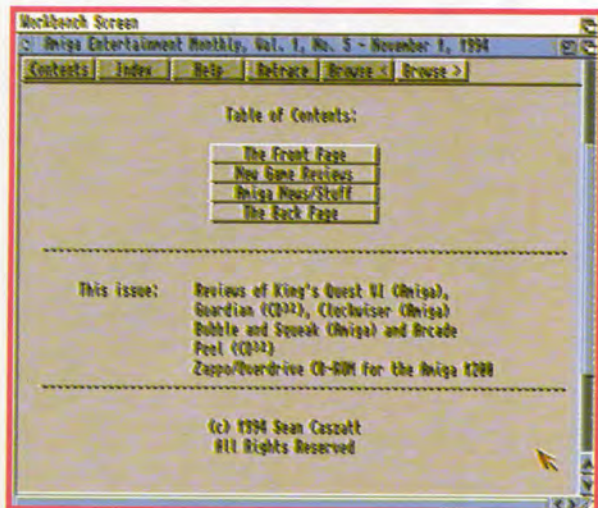 Workbench Screen
Amiga Entertainment Monthly, Vol. 1, No. 5 - November 1, 1994
Contents Index Help Retrace Browse < Browse >
Table of Contents:
The Front Page
New Game Reviews
Amiga News/Stuff
The Back Page
This issue: Reviews of King's Quest VI (Amiga),
Guardian (CD³²), Clockwiser (Amiga)
Bubble and Squeak (Amiga) and Arcade
Pool (CD³²)
Zappo/Overdrive CD-ROM for the Amiga 1200
(c) 1994 Sean Caszatt
All Rights Reserved